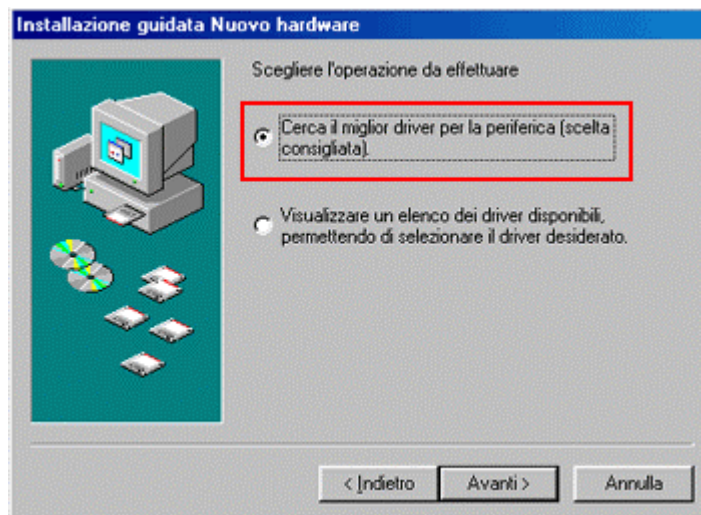 Installazione guidata Nuovo hardware
Scegliere l'operazione da effettuare
Cerca il miglior driver per la periferica (scelta
consigliata).
Visualizzare un elenco dei driver disponibili,
permettendo di selezionare il driver desiderato.
< Indietro
Avanti >
Annulla